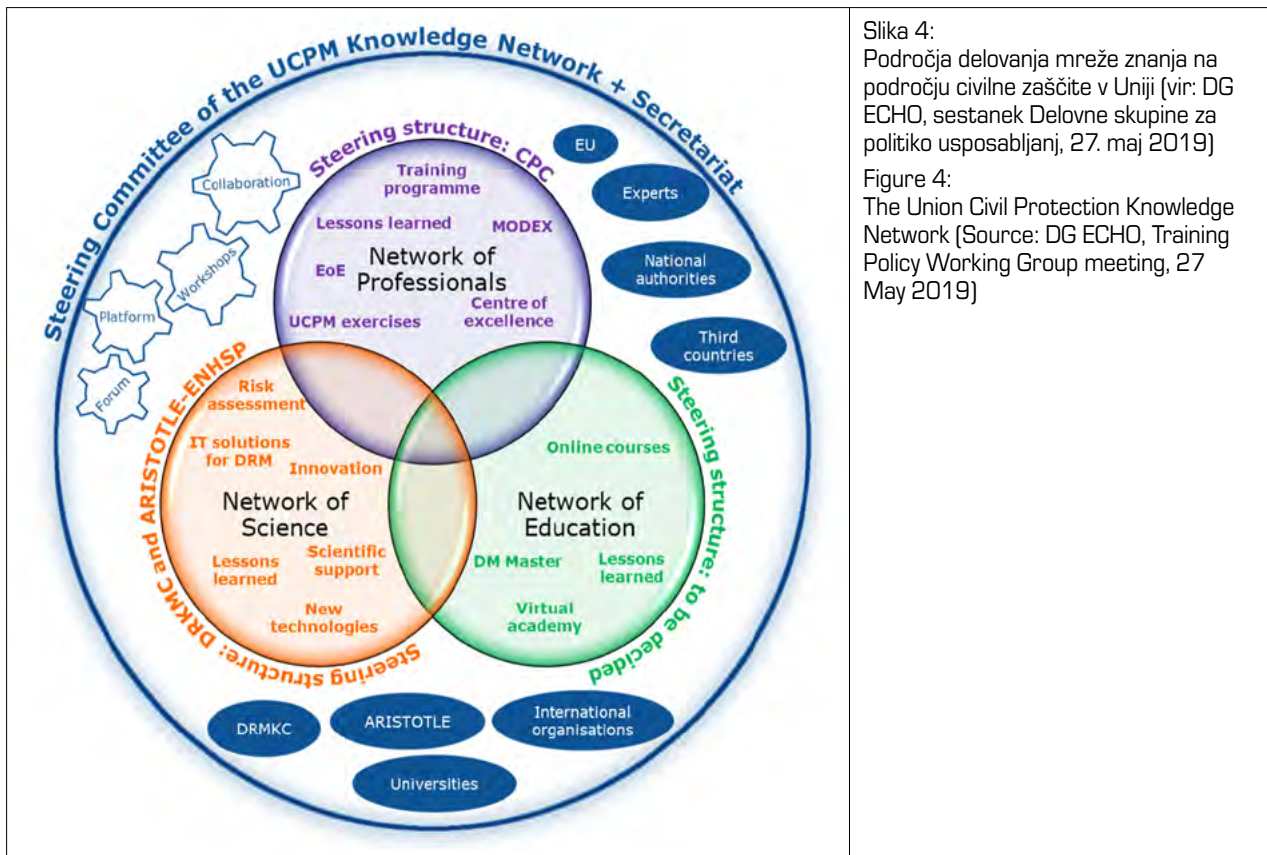 Steering Committee of the UCPM Knowledge Network + Secretariat
Collaboration
Workshops
Platform
Forum
Steering structure: CPC
Training
programme
Lessons learned
MODEX
Network of
Professionals
EoE
UCPM exercises
Centre of
excellence
EU
Experts
National
authorities
Third
countries
Steering structure: DRKMC and ARISTOTLE-ENHSP
Risk
assessment
IT solutions
for DRM
Innovation
Network of
Science
Lessons
learned
Scientific
support
New
technologies
Steering structure: to be decided
Online courses
Network of
Education
DM Master
Lessons
learned
Virtual
academy
DRMKC
ARISTOTLE
International
organisations
Universities
Slika 4:
Področja delovanja mreže znanja na
področju civilne zaščite v Uniji (vir: DG
ECHO, sestanek Delovne skupine za
politiko usposabljanj, 27. maj 2019)
Figure 4:
The Union Civil Protection Knowledge
Network (Source: DG ECHO, Training
Policy Working Group meeting, 27
May 2019)